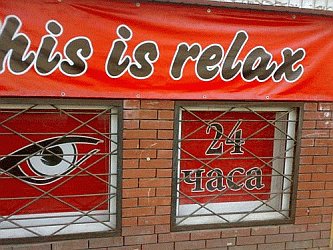 his is relax
24
часа